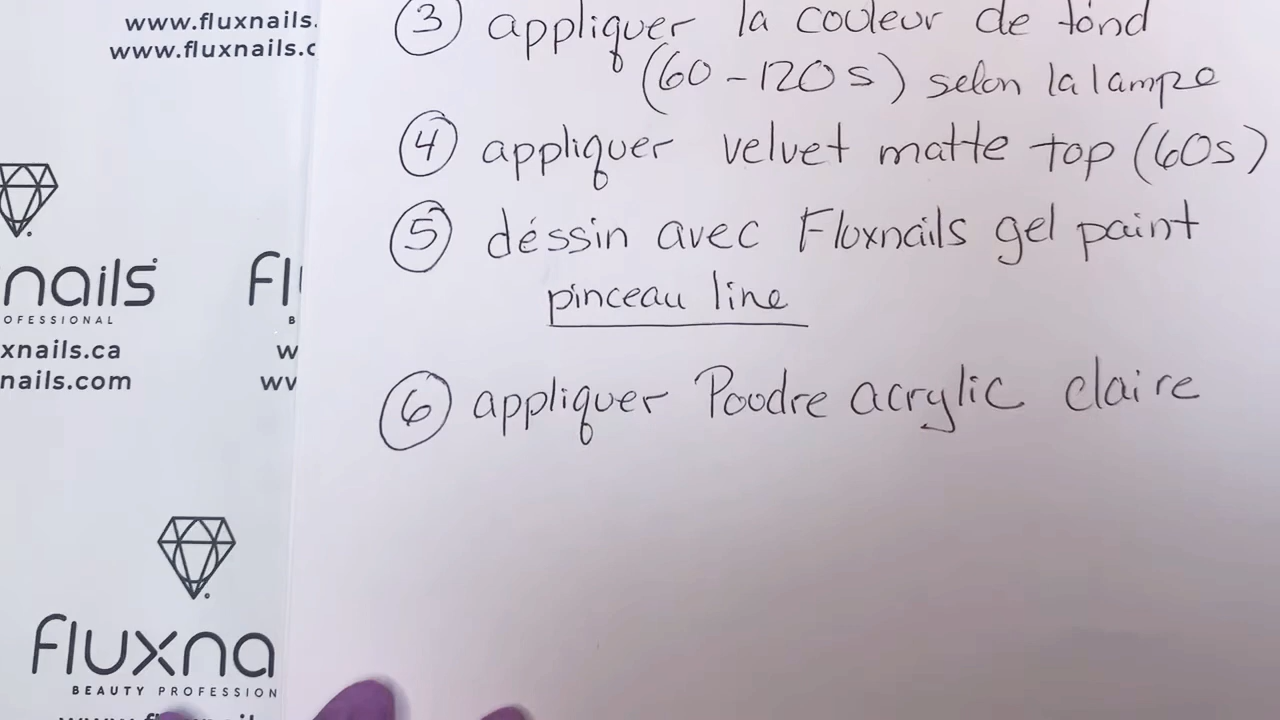 www.fluxnails.
www.fluxnails.c
nails
OFESSIONAL
xnails.ca
nails.com
Fl
B
w
wv
fluxna
BEAUTY PROFESSION
③ appliquer la couleur de fond
(60-120s) selon la lampe
④ appliquer velvet matte top (60s)
⑤ déssin avec Fluxnails gel paint
pinceau line
⑥ appliquer Poudre acrylic claire